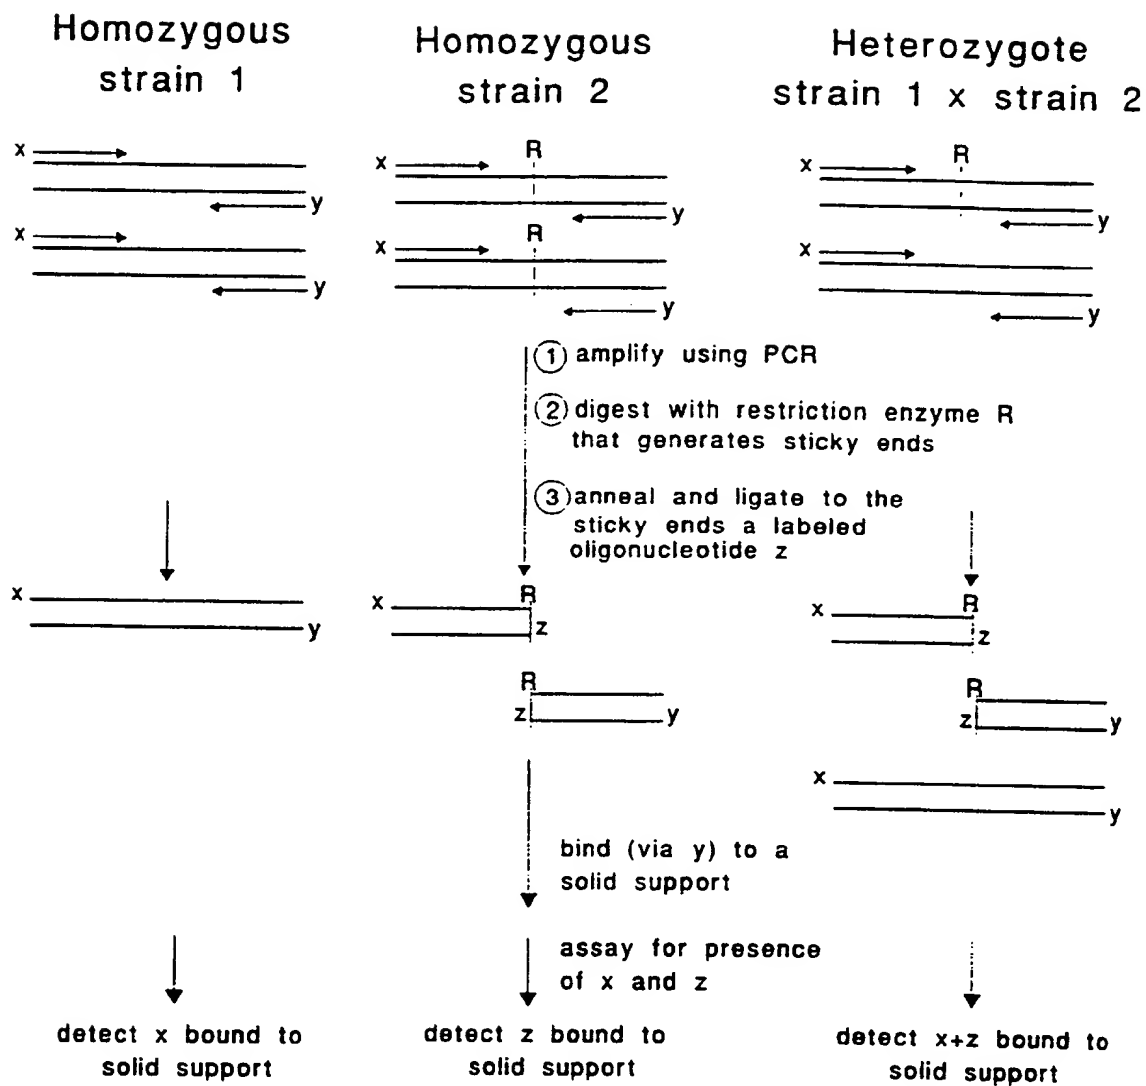 Homozygous
strain 1
Homozygous
strain 2
Heterozygote
strain 1 x strain 2
x
y
x
y
x
R
y
x
R
y
x
R
y
x
y
① amplify using PCR
② digest with restriction enzyme R
that generates sticky ends
③ anneal and ligate to the
sticky ends a labeled
oligonucleotide z
x
y
x
R
z
R
z
y
x
R
z
R
z
y
x
y
bind (via y) to a
solid support
assay for presence
of x and z
detect x bound to
solid support
detect z bound to
solid support
detect x+z bound to
solid support